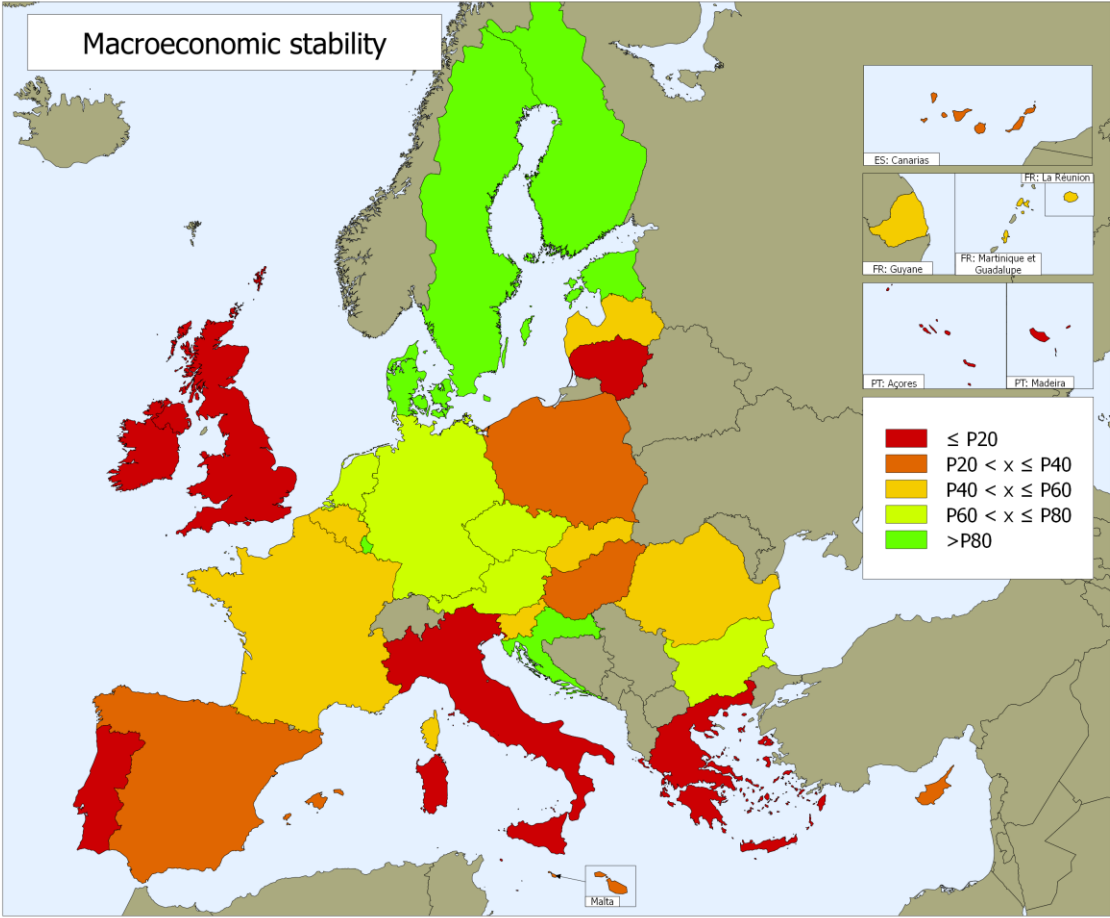 Macroeconomic stability
ES: Canarias
FR: La Réunion
FR: Guyane
FR: Martinique et
Guadalupe
PT: Açores
PT: Madeira
≤ P20
P20 < x ≤ P40
P40 < x ≤ P60
P60 < x ≤ P80
>P80
Malta